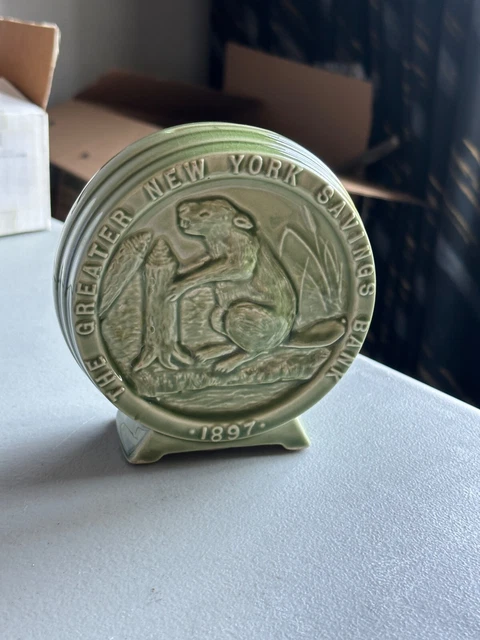 THE GREATER NEW YORK SAVINGS BANK
·1897·